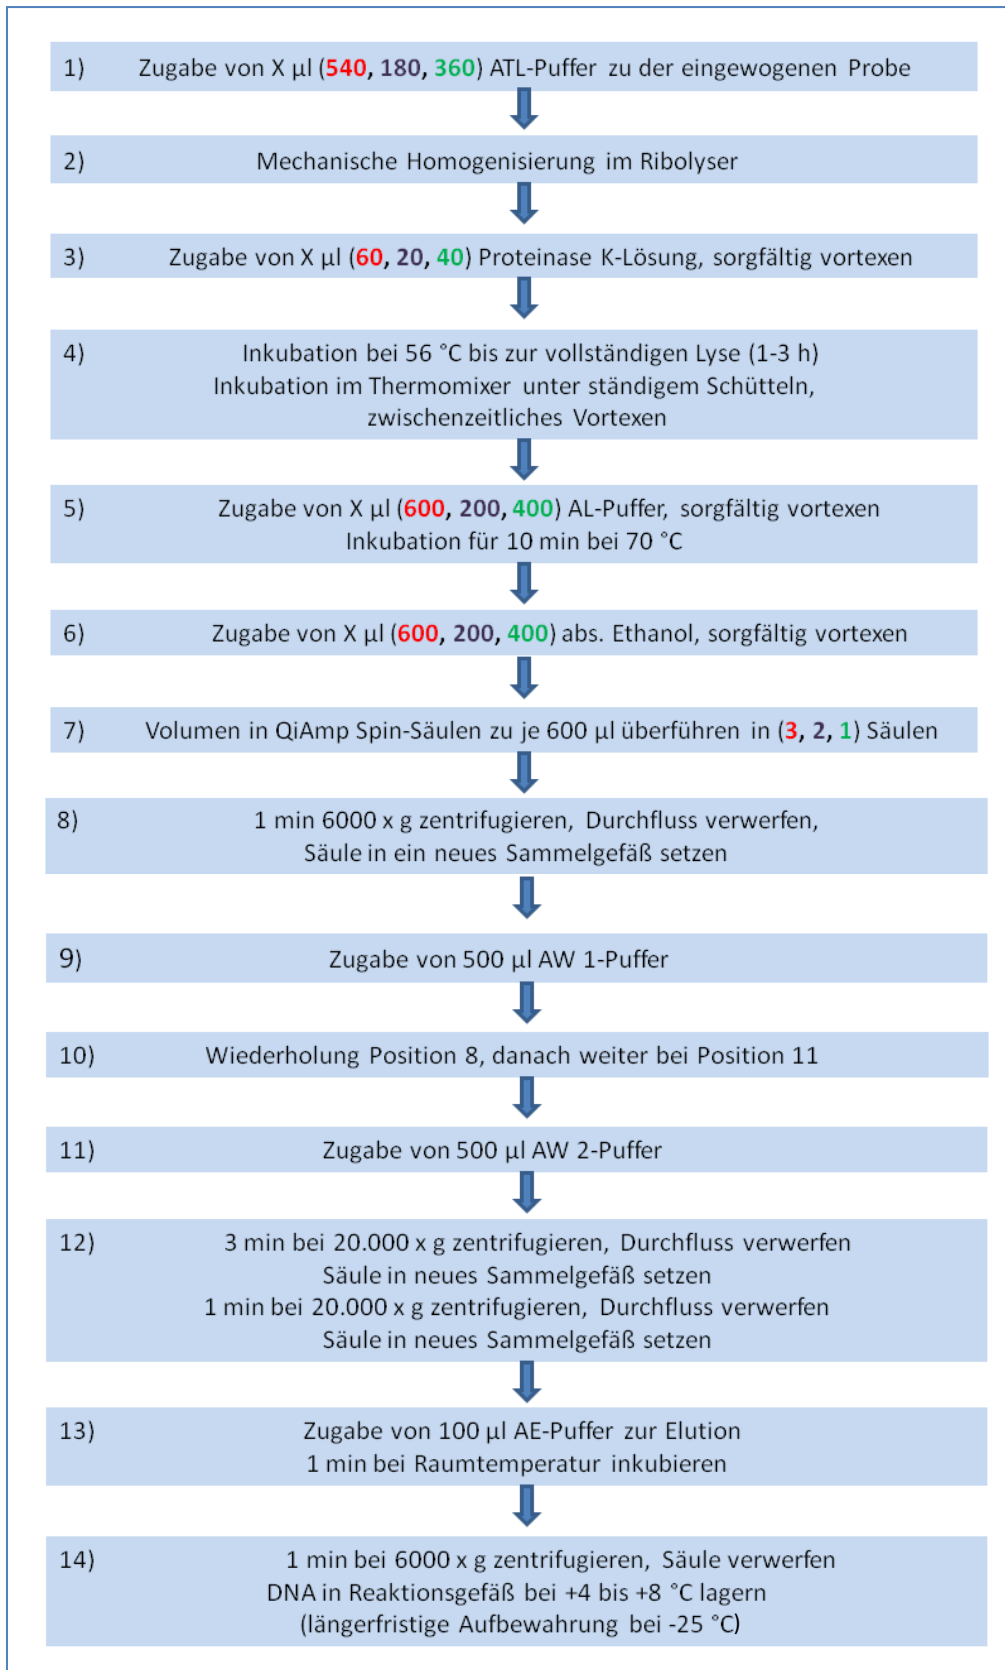 1) Zugabe von X µl (540, 180, 360) ATL-Puffer zu der eingewogenen Probe
2) Mechanische Homogenisierung im Ribolyser
3) Zugabe von X µl (60, 20, 40) Proteinase K-Lösung, sorgfältig vortexen
4) Inkubation bei 56 °C bis zur vollständigen Lyse (1-3 h)
Inkubation im Thermomixer unter ständigem Schütteln,
zwischenzeitliches Vortexen
5) Zugabe von X µl (600, 200, 400) AL-Puffer, sorgfältig vortexen
Inkubation für 10 min bei 70 °C
6) Zugabe von X µl (600, 200, 400) abs. Ethanol, sorgfältig vortexen
7) Volumen in QiAmp Spin-Säulen zu je 600 µl überführen in (3, 2, 1) Säulen
8) 1 min 6000 x g zentrifugieren, Durchfluss verwerfen,
Säule in ein neues Sammelgefäß setzen
9) Zugabe von 500 µl AW 1-Puffer
10) Wiederholung Position 8, danach weiter bei Position 11
11) Zugabe von 500 µl AW 2-Puffer
12) 3 min bei 20.000 x g zentrifugieren, Durchfluss verwerfen
Säule in neues Sammelgefäß setzen
1 min bei 20.000 x g zentrifugieren, Durchfluss verwerfen
Säule in neues Sammelgefäß setzen
13) Zugabe von 100 µl AE-Puffer zur Elution
1 min bei Raumtemperatur inkubieren
14) 1 min bei 6000 x g zentrifugieren, Säule verwerfen
DNA in Reaktionsgefäß bei +4 bis +8 °C lagern
(längerfristige Aufbewahrung bei -25 °C)